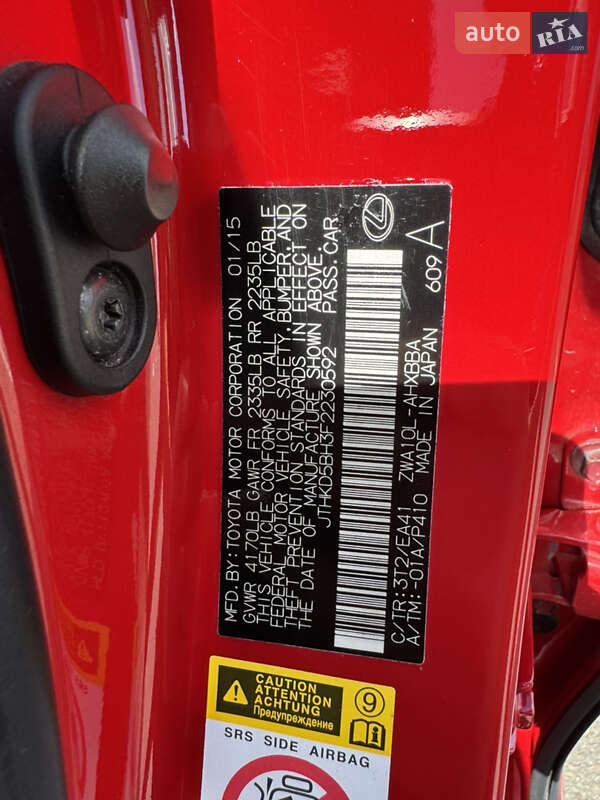 auto RIA .com
MFD. BY: TOYOTA MOTOR CORPORATION 01/15
GVWR 4170LB GAWR FR 2335LB RR 2235LB
THIS VEHICLE CONFORMS TO ALL APPLICABLE
FEDERAL MOTOR VEHICLE SAFETY, BUMPER, AND
THEFT PREVENTION STANDARDS IN EFFECT ON
THE DATE OF MANUFACTURE SHOWN ABOVE.
JTHKD5BH3F2230592 PASS. CAR
C/TR: 3T2/EA41 ZWA10L-AHXBBA
A/TM: -01A/P410 MADE IN JAPAN 609 A
CAUTION
ATTENTION
ACHTUNG
Предупреждение
9
i
SRS SIDE AIRBAG